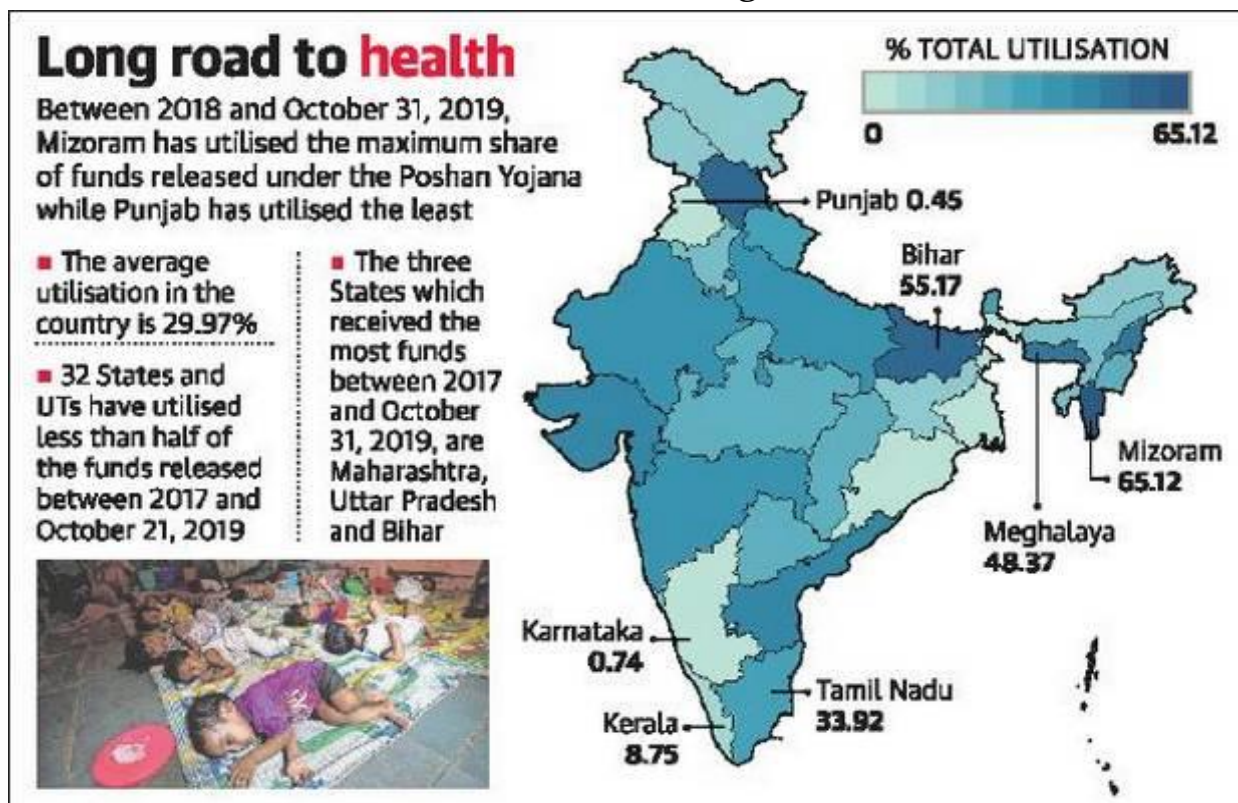 Long road to health
Between 2018 and October 31, 2019,
Mizoram has utilised the maximum share
of funds released under the Poshan Yojana
while Punjab has utilised the least
■ The average
utilisation in the
country is 29.97%
■ 32 States and
UTs have utilised
less than half of
the funds released
between 2017 and
October 21, 2019
■ The three
States which
received the
most funds
between 2017
and October
31, 2019, are
Maharashtra,
Uttar Pradesh
and Bihar
% TOTAL UTILISATION
0
65.12
Punjab 0.45
Bihar
55.17
Mizoram
65.12
Meghalaya
48.37
Karnataka
0.74
Tamil Nadu
33.92
Kerala
8.75